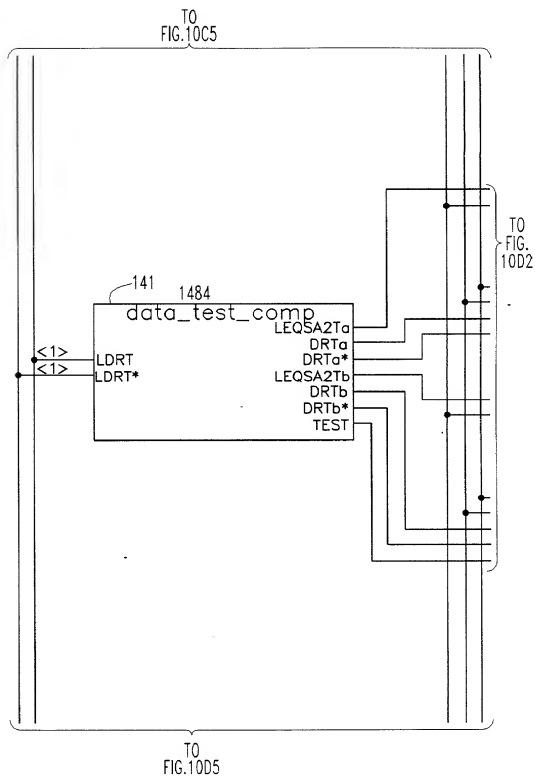 TO
FIG.10C5
TO
FIG.
10D2
141
1484
data_test_comp
LEQSA2Ta
DRTa
DRTa*
LEQSA2Tb
DRTb
DRTb*
TEST
<1>
LDRT
<1>
LDRT*
TO
FIG.10D5